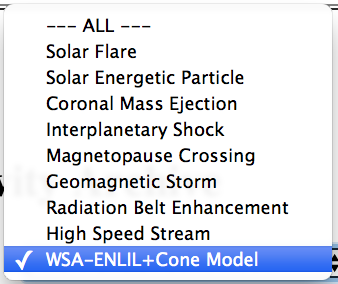 --- ALL ---
Solar Flare
Solar Energetic Particle
Coronal Mass Ejection
Interplanetary Shock
Magnetopause Crossing
Geomagnetic Storm
Radiation Belt Enhancement
High Speed Stream
✓ WSA-ENLIL+Cone Model